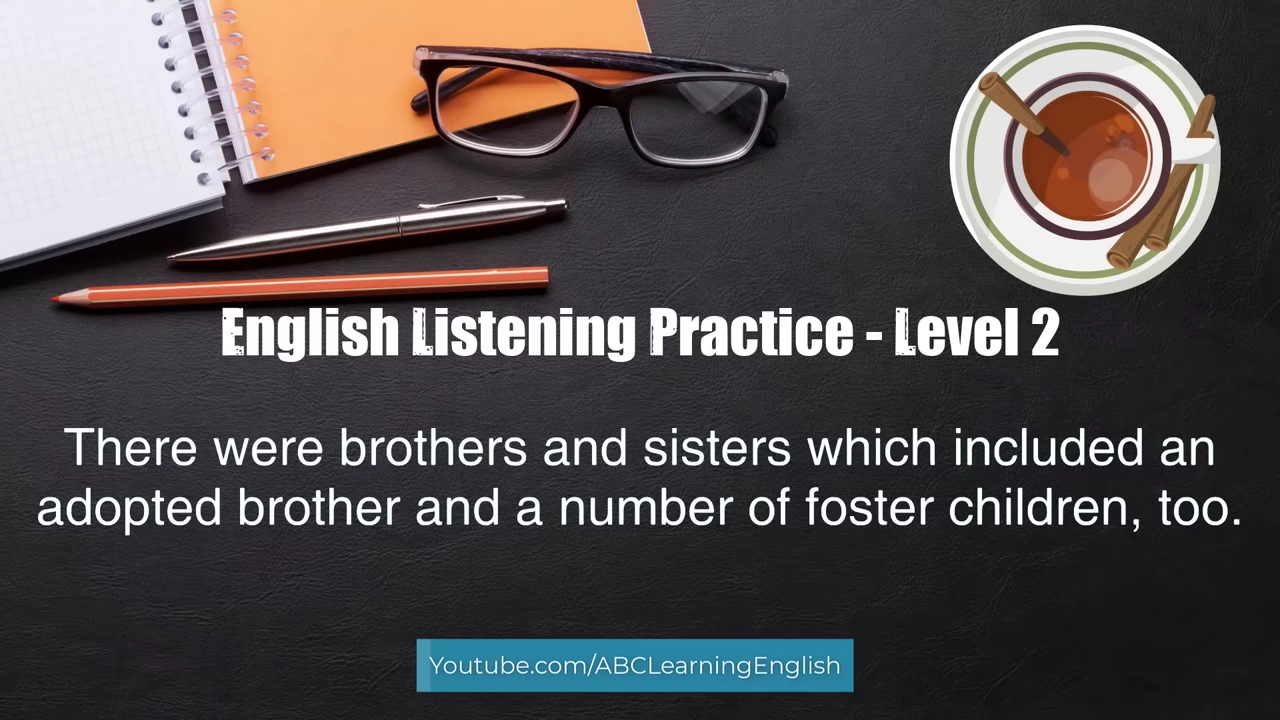 English Listening Practice - Level 2
There were brothers and sisters which included an
adopted brother and a number of foster children, too.
Youtube.com/ABCLearningEnglish